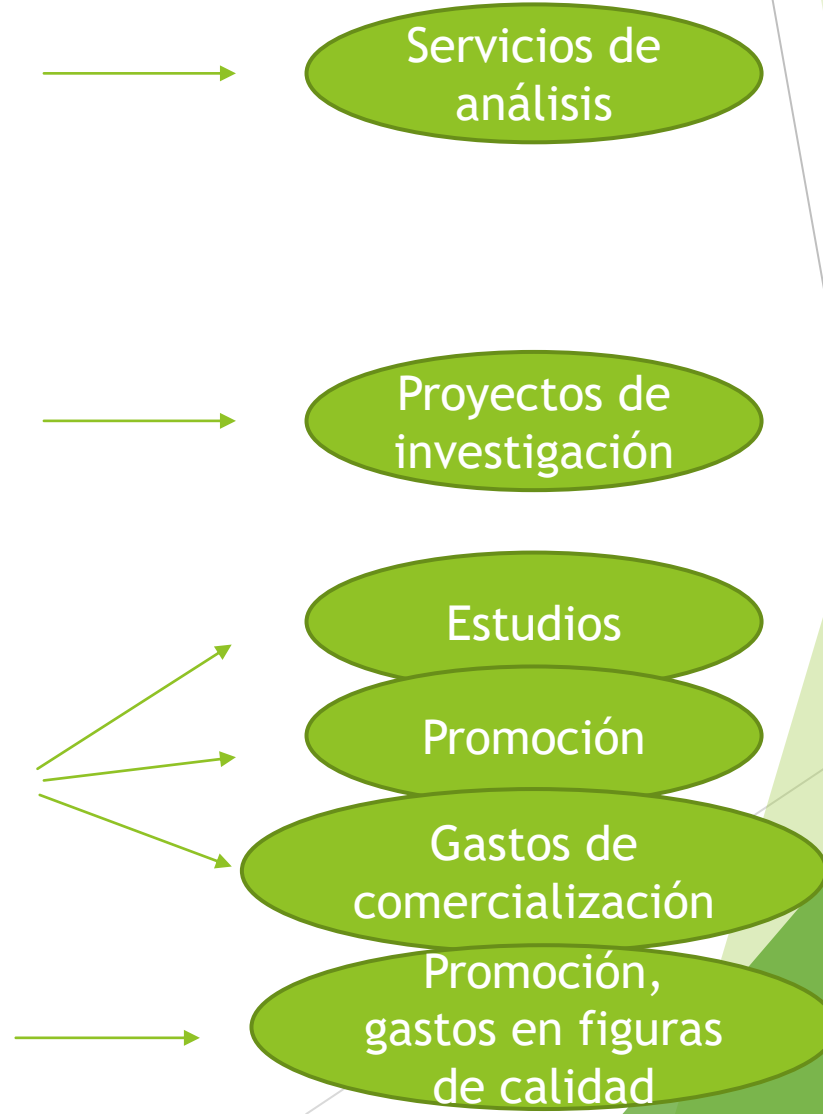 Servicios de
análisis
Proyectos de
investigación
Estudios
Promoción
Gastos de
comercialización
Promoción,
gastos en figuras
de calidad